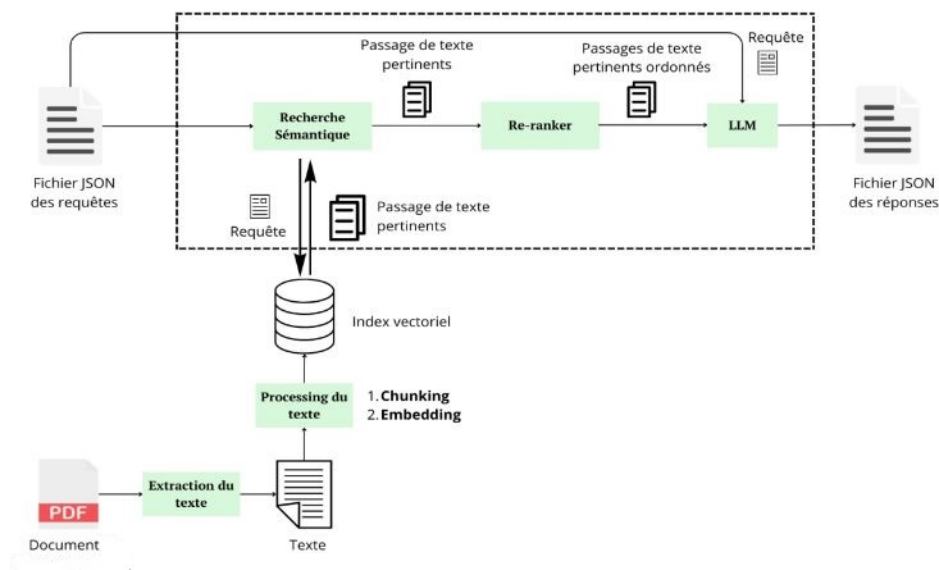 Requête
Passage de texte
pertinents
Passages de texte
pertinents ordonnés
Recherche
Sémantique
Re-ranker
LLM
Fichier JSON
des requêtes
Fichier JSON
des réponses
Requête
Passage de texte
pertinents
Index vectoriel
Processing du
texte
1. Chunking
2. Embedding
Extraction du
texte
PDF
Document
Texte